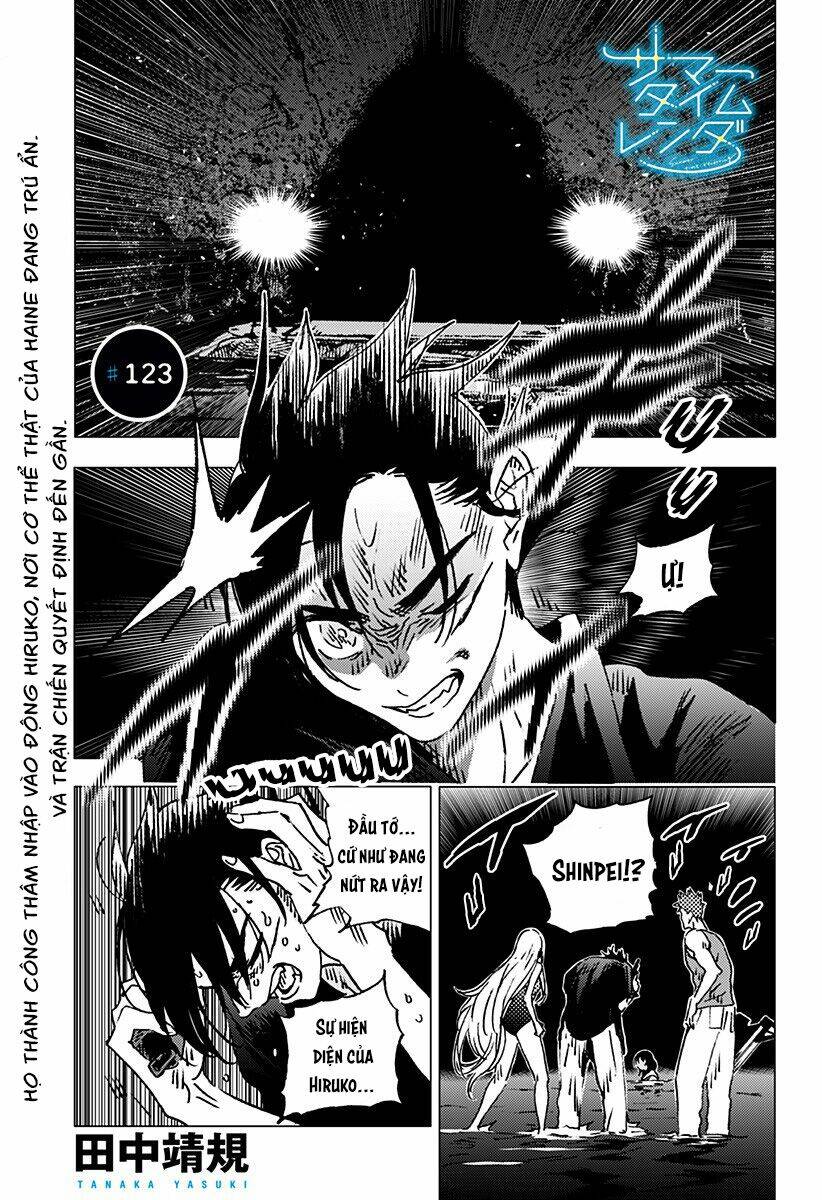 サマー
タイム
レンダ
#123
HỌ THÀNH CÔNG THÂM NHẬP VÀO ĐỘNG HIRUKO, NƠI CƠ THỂ THẬT CỦA HAINE ĐANG TRÚ ẨN.
VÀ TRẬN CHIẾN QUYẾT ĐỊNH ĐẾN GẦN.
Ự!
SHINPEI!?
ĐẦU TỚ...
CỨ NHƯ ĐANG
NỨT RA VẬY!
SỰ HIỆN
DIỆN CỦA
HIRUKO...
田中靖規
TANAKA YASUKI